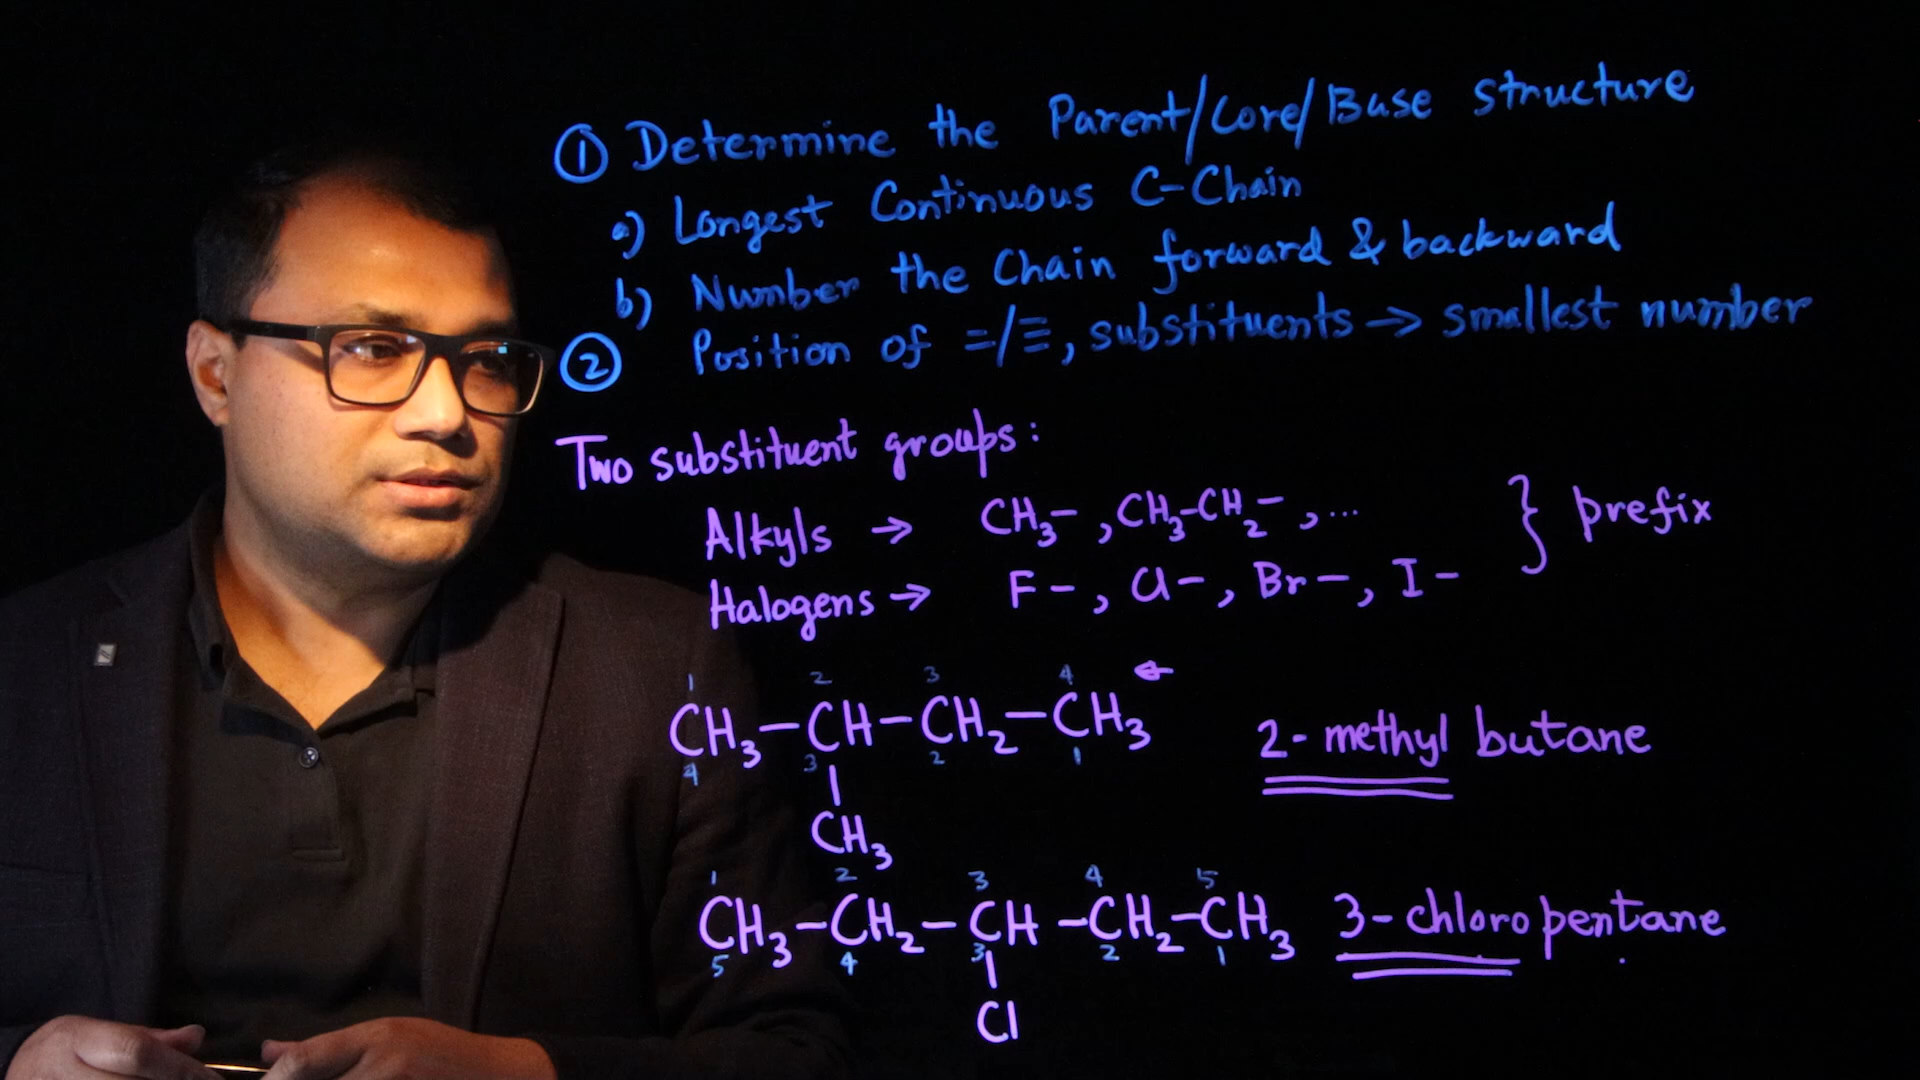 ① Determine the Parent/Core/Base structure
a) Longest Continuous C-Chain
b) Number the Chain forward & backward
② Position of =/≡, substituents → smallest number
Two substituent groups:
Alkyls → CH₃-, CH₃-CH₂-, ... } prefix
Halogens → F-, Cl-, Br-, I-
1 2 3 4 ←
CH₃-CH-CH₂-CH₃ 2-methyl butane
4 3 2 1
|
CH₃
1 2 3 4 5
CH₃-CH₂-CH-CH₂-CH₃ 3-chloro pentane
5 4 3 2 1
|
Cl